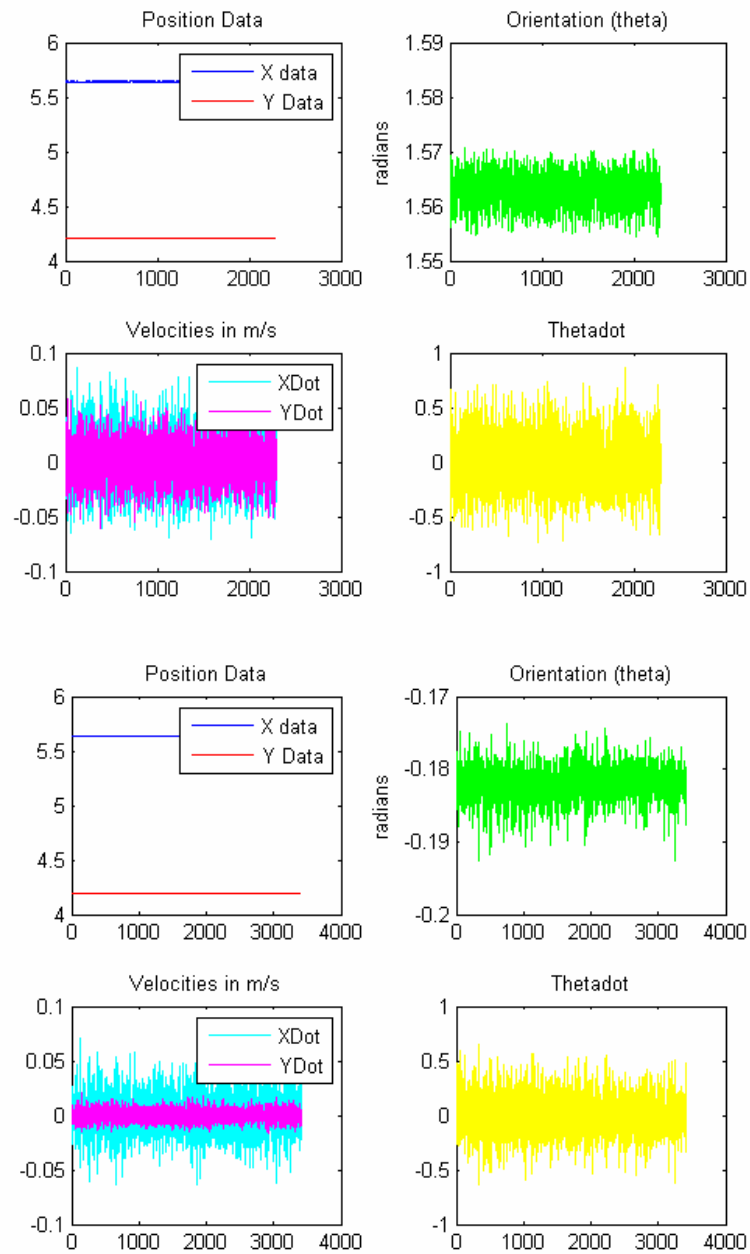 Position Data
6
5.5
5
4.5
4
0 1000 2000 3000
X data
Y Data
Orientation (theta)
radians
1.59
1.58
1.57
1.56
1.55
0 1000 2000 3000
Velocities in m/s
0.1
0.05
0
-0.05
-0.1
0 1000 2000 3000
XDot
YDot
Thetadot
1
0.5
0
-0.5
-1
0 1000 2000 3000
Position Data
6
5.5
5
4.5
4
0 1000 2000 3000 4000
X data
Y Data
Orientation (theta)
radians
-0.17
-0.18
-0.19
-0.2
0 1000 2000 3000 4000
Velocities in m/s
0.1
0.05
0
-0.05
-0.1
0 1000 2000 3000 4000
XDot
YDot
Thetadot
1
0.5
0
-0.5
-1
0 1000 2000 3000 4000